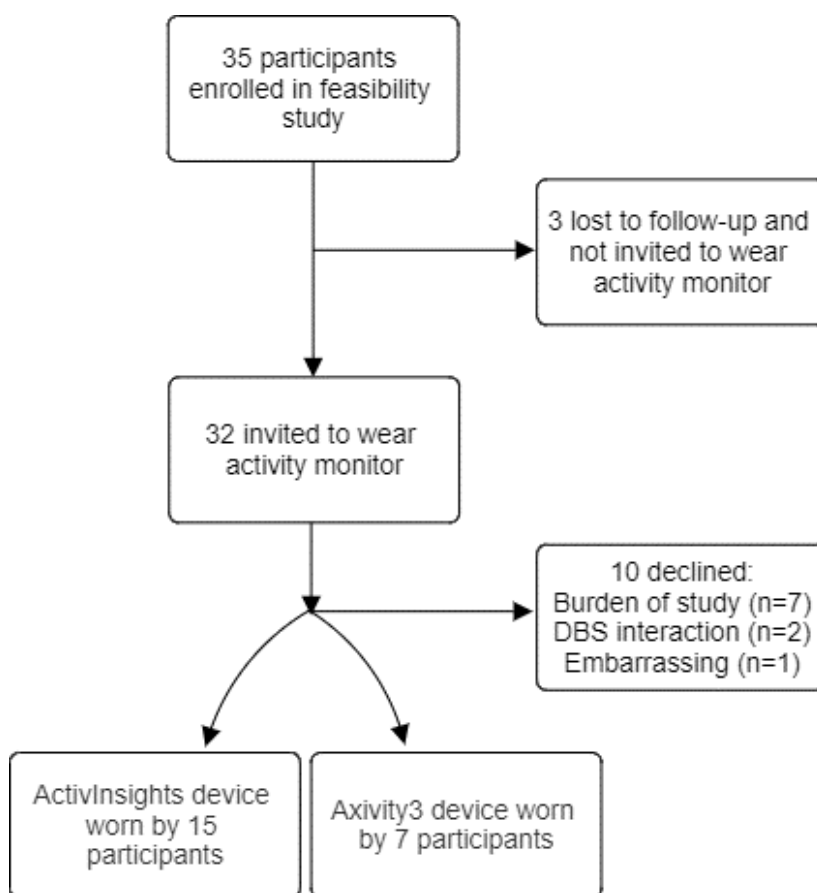 35 participants
enrolled in feasibility
study
3 lost to follow-up and
not invited to wear
activity monitor
32 invited to wear
activity monitor
10 declined:
Burden of study (n=7)
DBS interaction (n=2)
Embarrassing (n=1)
ActivInsights device
worn by 15
participants
Axivity3 device worn
by 7 participants